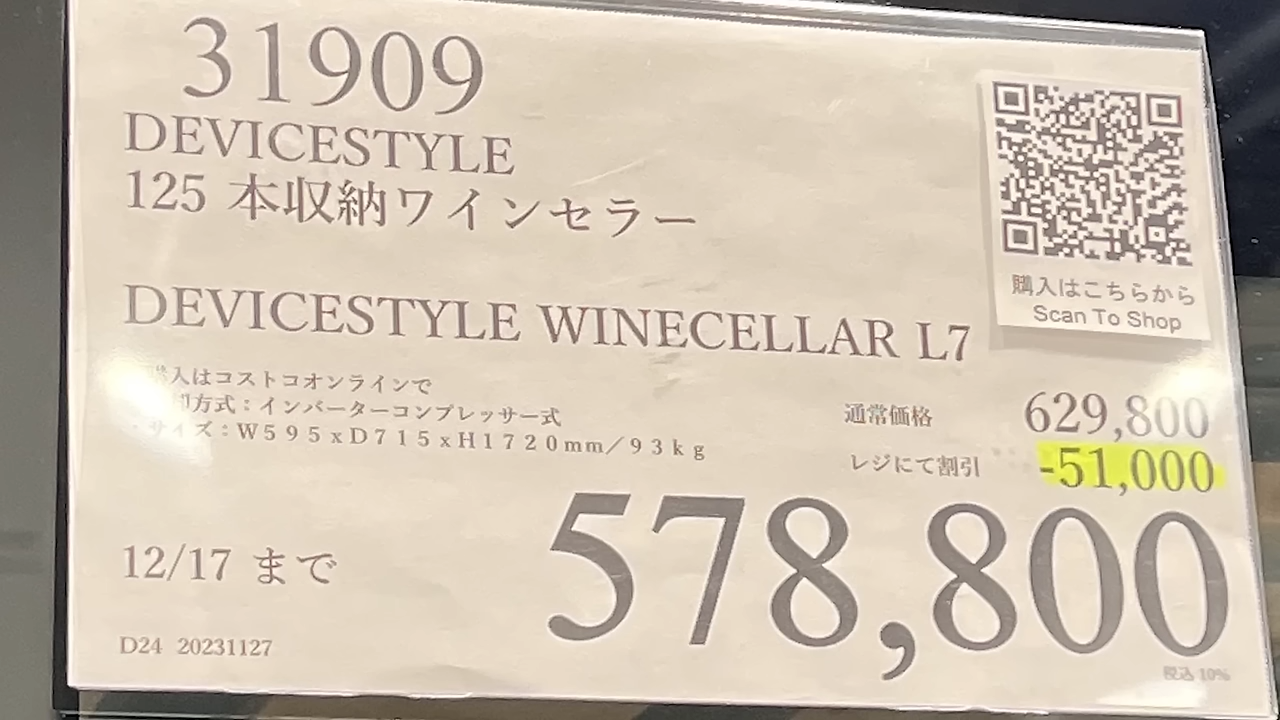 31909
DEVICESTYLE
125 本収納ワインセラー
DEVICESTYLE WINECELLAR L7
購入はこちらから
Scan To Shop
購入はコストコオンラインで
方式：インバーターコンプレッサー式
・サイズ：Ｗ５９５ｘＤ７１５ｘＨ１７２０ｍｍ／９３ｋｇ
通常価格 629,800
レジにて割引 -51,000
578,800
12/17 まで
税込 10%
D24 20231127